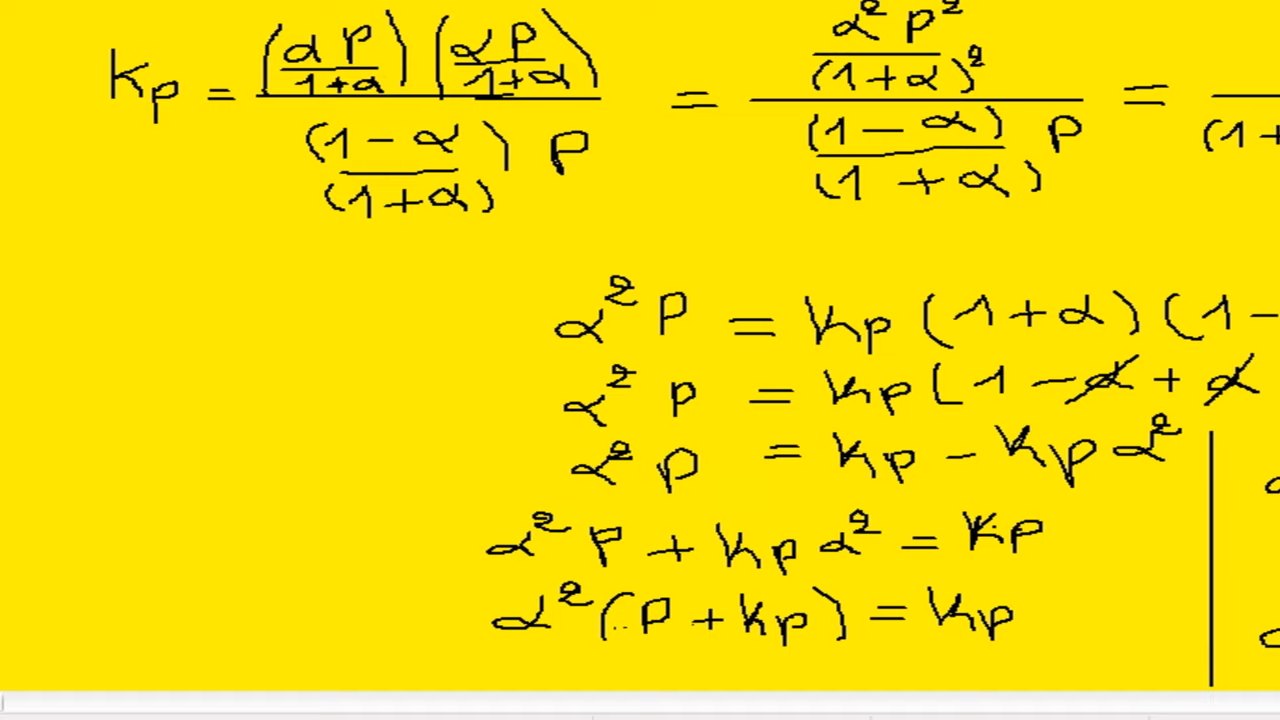 Kp = (αP/1+α) (αP/1+α) / ((1-α)/(1+α)) P = α²P²/(1+α)² / (1-α)/(1+α) P = (1+
α²P = Kp (1+α) (1-
α²P = Kp (1-α+α
α²P = Kp - Kpα²
α²P + Kpα² = Kp
α²(P+Kp) = Kp